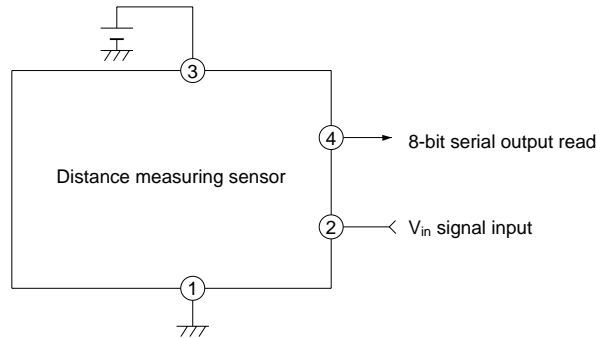 3
4
8-bit serial output read
Distance measuring sensor
2
Vin signal input
1